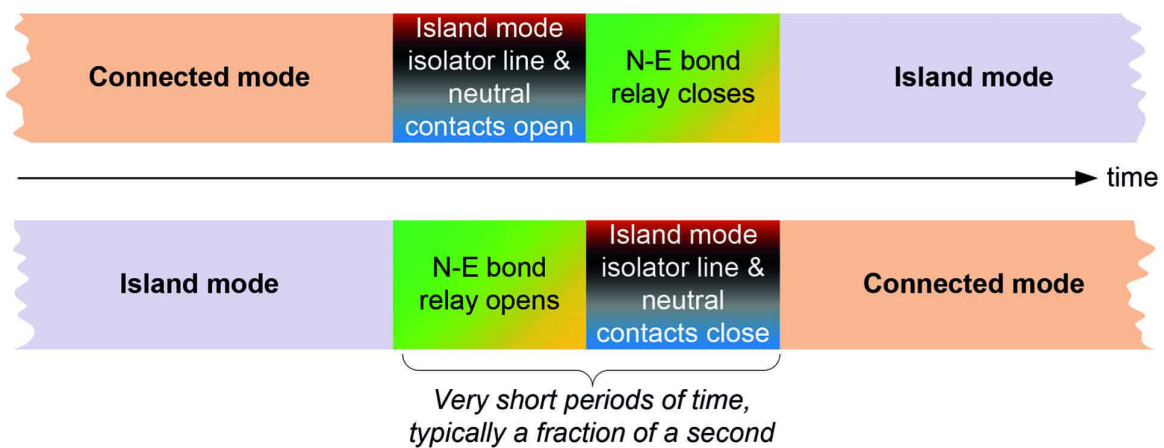 Connected mode
Island mode
isolator line &
neutral
contacts open
N-E bond
relay closes
Island mode
time
Island mode
N-E bond
relay opens
Island mode
isolator line &
neutral
contacts close
Connected mode
Very short periods of time,
typically a fraction of a second